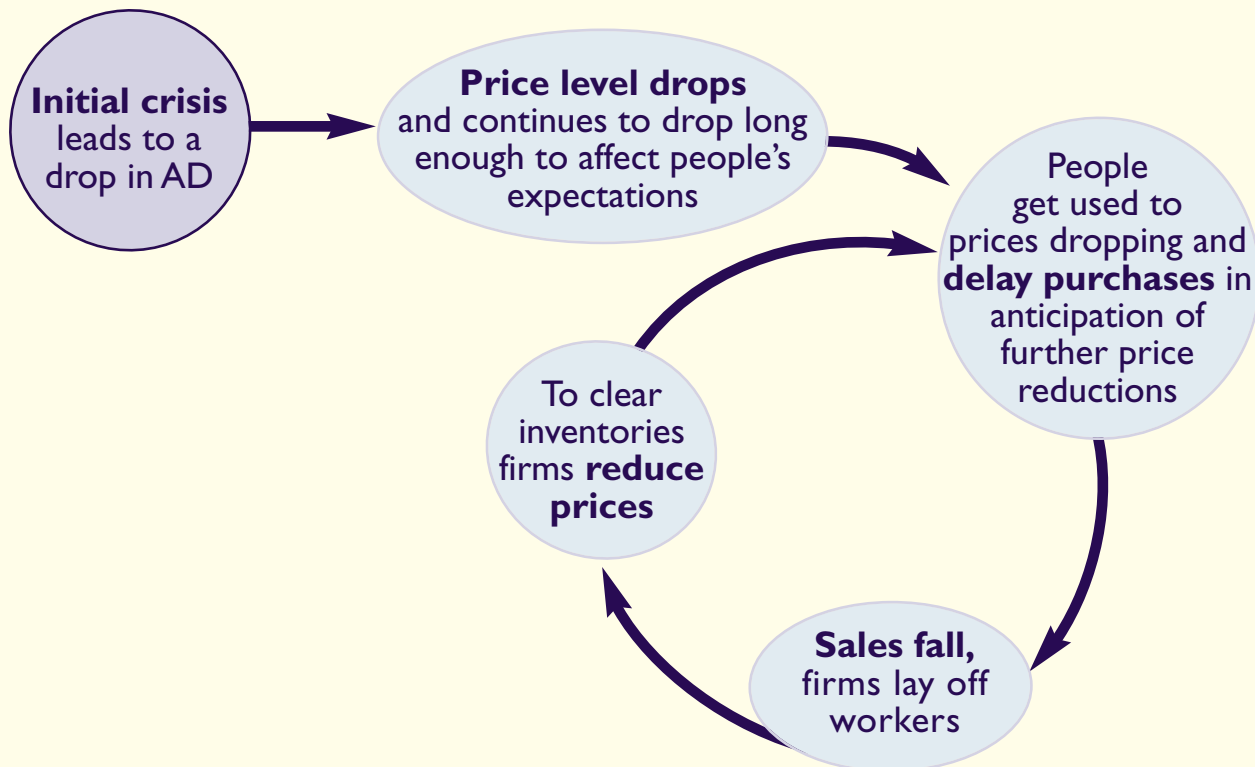 Initial crisis
leads to a
drop in AD
Price level drops
and continues to drop long
enough to affect people’s
expectations
People
get used to
prices dropping and
delay purchases in
anticipation of
further price
reductions
To clear
inventories
firms reduce
prices
Sales fall,
firms lay off
workers